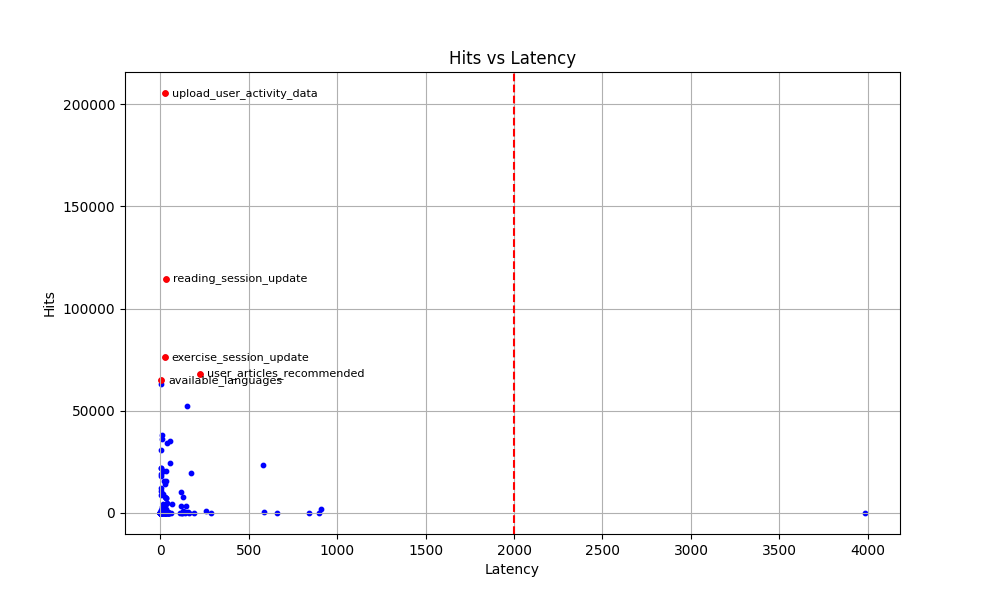 Hits vs Latency
200000
150000
100000
50000
0
Hits
upload_user_activity_data
reading_session_update
exercise_session_update
user_articles_recommended
available_languages
0
500
1000
1500
2000
2500
3000
3500
4000
Latency